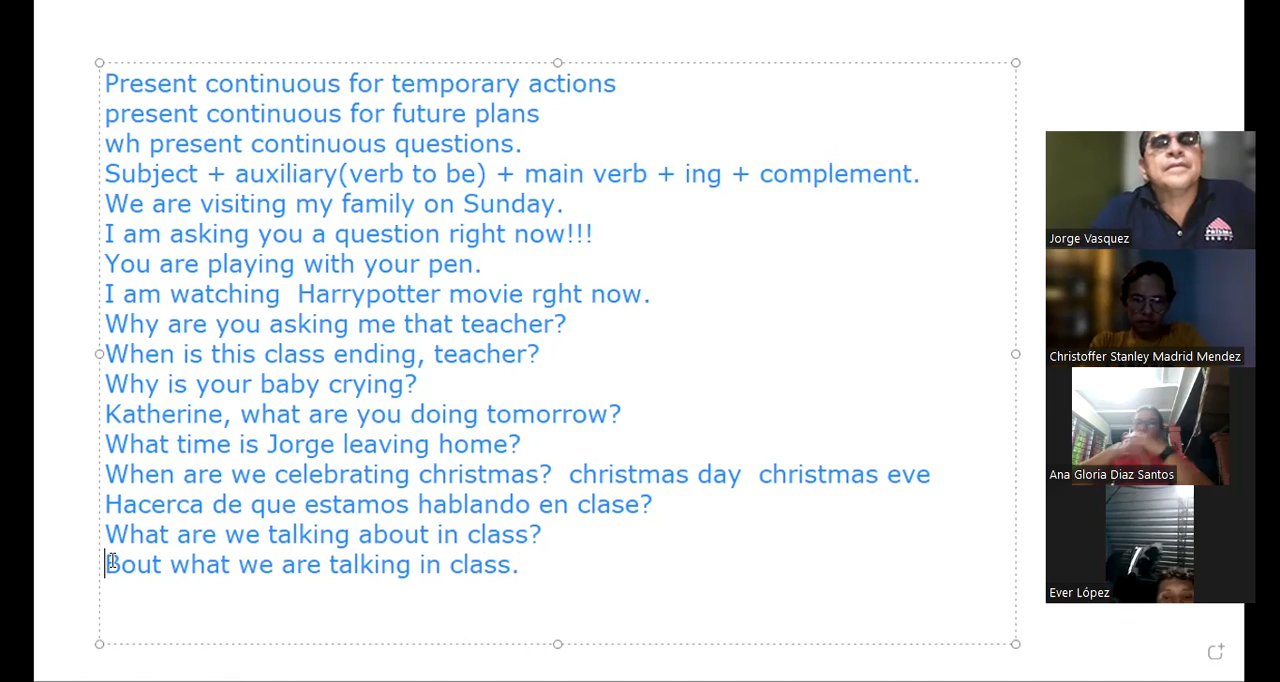 Present continuous for temporary actions
present continuous for future plans
wh present continuous questions.
Subject + auxiliary(verb to be) + main verb + ing + complement.
We are visiting my family on Sunday.
I am asking you a question right now!!!
You are playing with your pen.
I am watching  Harrypotter movie rght now.
Why are you asking me that teacher?
When is this class ending, teacher?
Why is your baby crying?
Katherine, what are you doing tomorrow?
What time is Jorge leaving home?
When are we celebrating christmas?  christmas day  christmas eve
Hacerca de que estamos hablando en clase?
What are we talking about in class?
Bout what we are talking in class.
Jorge Vasquez
Christoffer Stanley Madrid Mendez
Ana Gloria Diaz Santos
Ever López